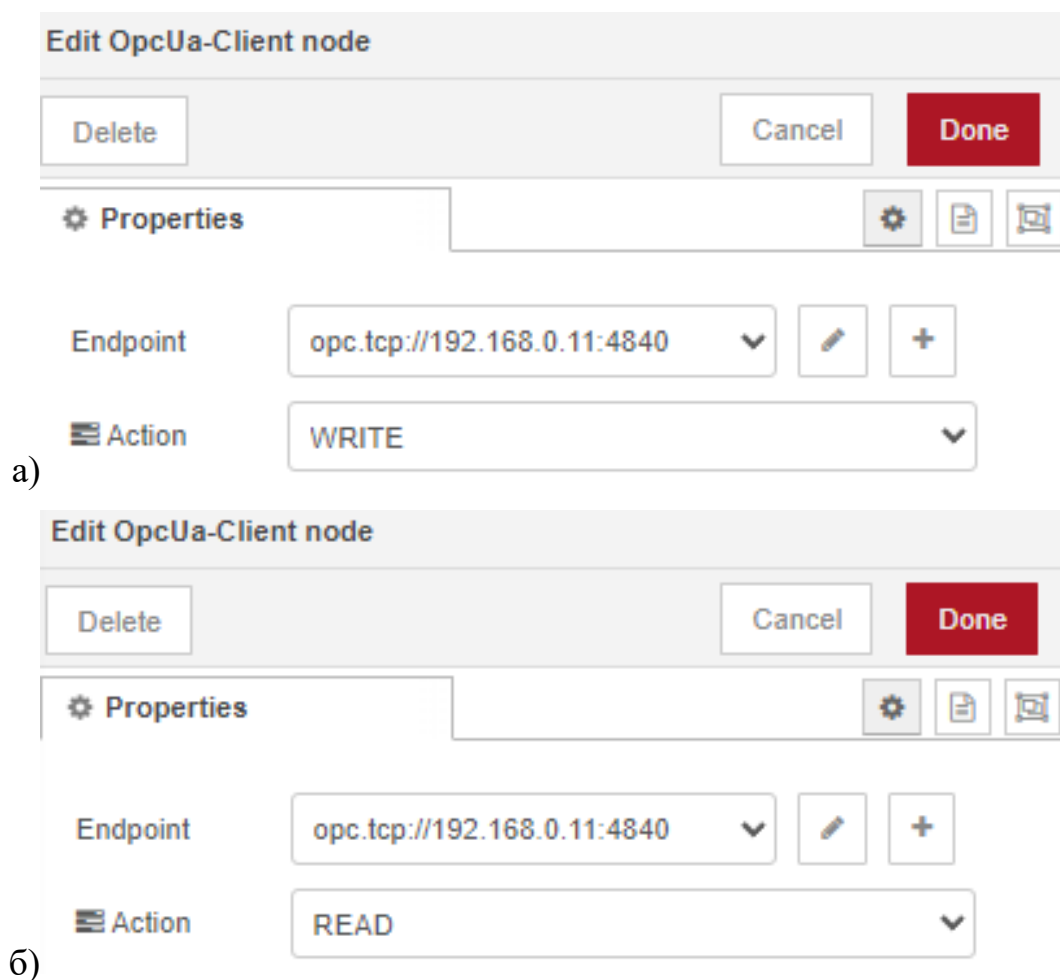 Edit OpcUa-Client node
Delete Cancel Done
Properties
Endpoint opc.tcp://192.168.0.11:4840
Action WRITE
а)
Edit OpcUa-Client node
Delete Cancel Done
Properties
Endpoint opc.tcp://192.168.0.11:4840
Action READ
б)